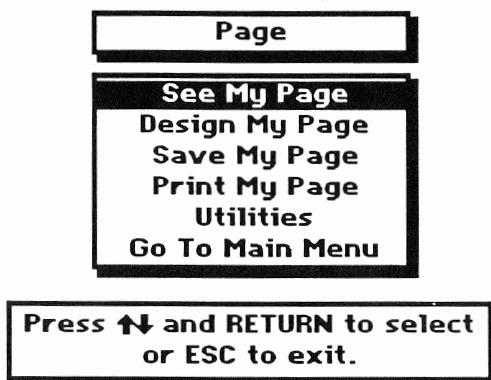 Page
See My Page
Design My Page
Save My Page
Print My Page
Utilities
Go To Main Menu
Press ↑↓ and RETURN to select
or ESC to exit.